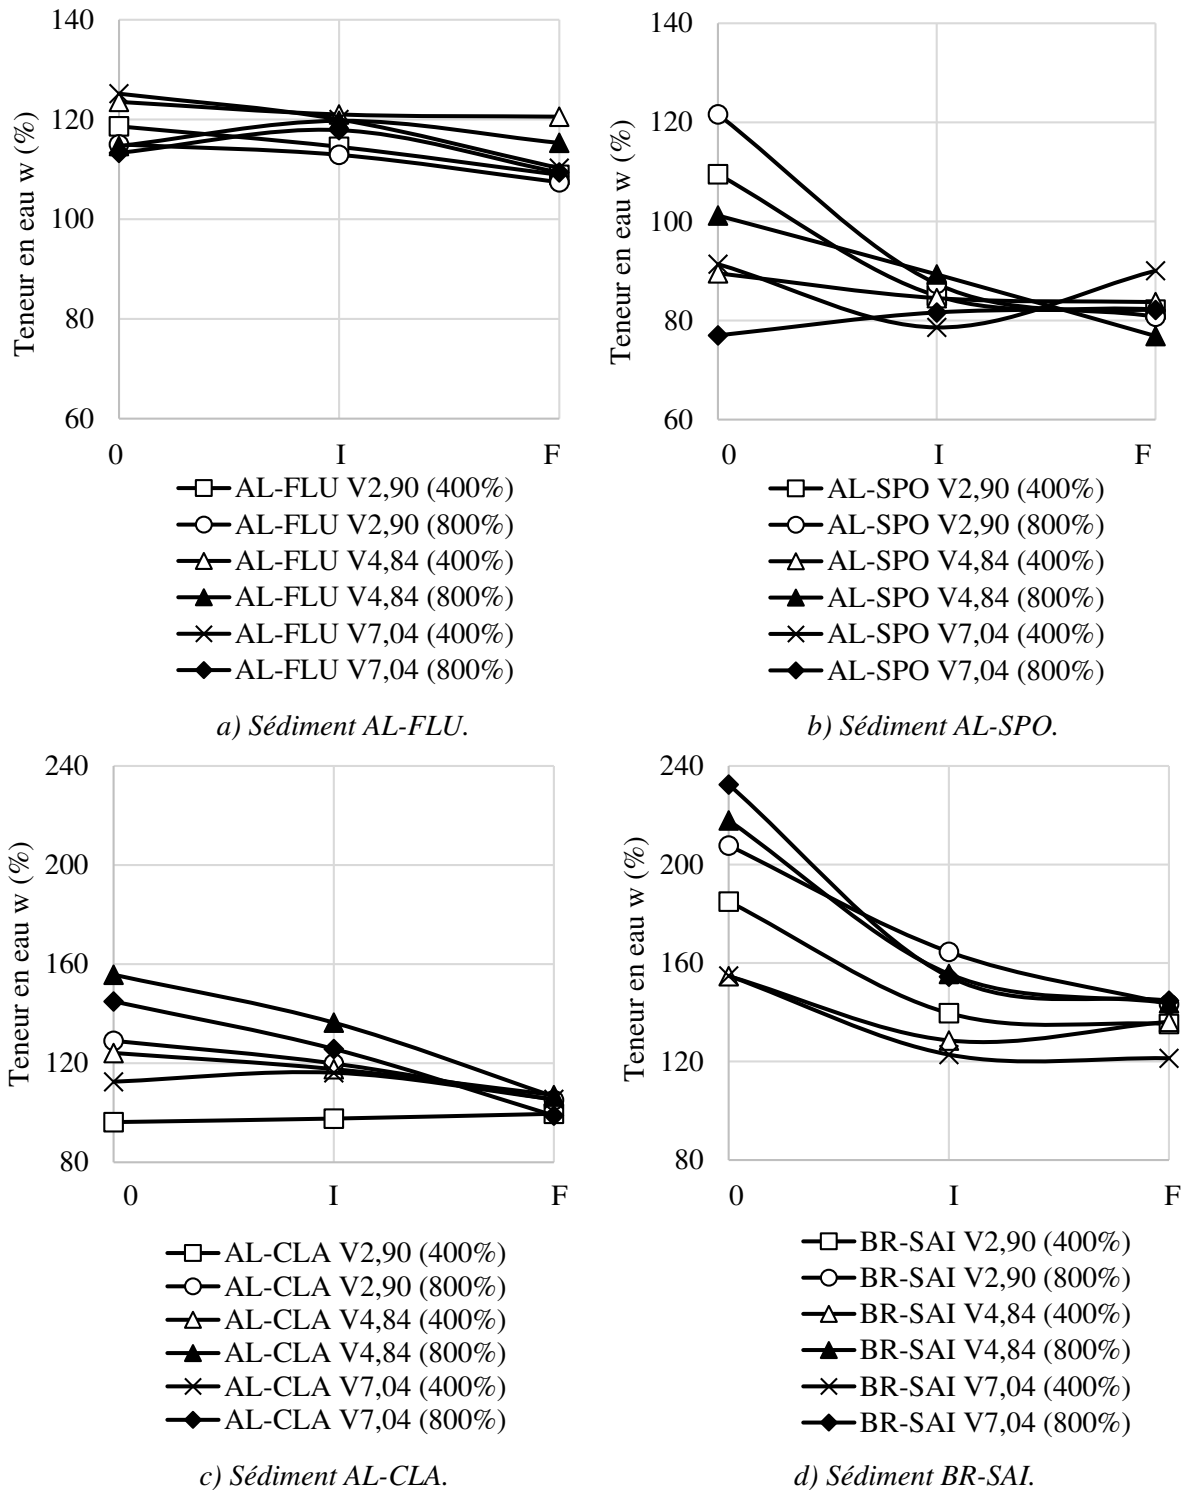 140
120
100
80
60
Teneur en eau w (%)
0 I F
AL-FLU V2,90 (400%)
AL-FLU V2,90 (800%)
AL-FLU V4,84 (400%)
AL-FLU V4,84 (800%)
AL-FLU V7,04 (400%)
AL-FLU V7,04 (800%)
a) Sédiment AL-FLU.
140
120
100
80
60
Teneur en eau w (%)
0 I F
AL-SPO V2,90 (400%)
AL-SPO V2,90 (800%)
AL-SPO V4,84 (400%)
AL-SPO V4,84 (800%)
AL-SPO V7,04 (400%)
AL-SPO V7,04 (800%)
b) Sédiment AL-SPO.
240
200
160
120
80
Teneur en eau w (%)
0 I F
AL-CLA V2,90 (400%)
AL-CLA V2,90 (800%)
AL-CLA V4,84 (400%)
AL-CLA V4,84 (800%)
AL-CLA V7,04 (400%)
AL-CLA V7,04 (800%)
c) Sédiment AL-CLA.
240
200
160
120
80
Teneur en eau w (%)
0 I F
BR-SAI V2,90 (400%)
BR-SAI V2,90 (800%)
BR-SAI V4,84 (400%)
BR-SAI V4,84 (800%)
BR-SAI V7,04 (400%)
BR-SAI V7,04 (800%)
d) Sédiment BR-SAI.